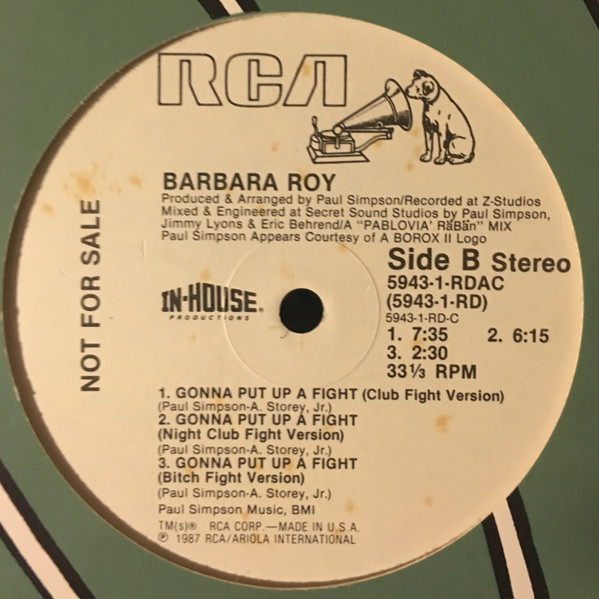 RCA
BARBARA ROY
Produced & Arranged by Paul Simpson/Recorded at Z-Studios
Mixed & Engineered at Secret Sound Studios by Paul Simpson,
Jimmy Lyons & Eric Behrend/A "PABLOVIA' RäBän" MIX
Paul Simpson Appears Courtesy of A BOROX II Logo
NOT FOR SALE
Side B Stereo
IN-HOUSE.
PRODUCTIONS
5943-1-RDAC
(5943-1-RD)
5943-1-RD-C
1. 7:35 2. 6:15
3. 2:30
33⅓ RPM
1. GONNA PUT UP A FIGHT (Club Fight Version)
(Paul Simpson-A. Storey, Jr.)
2. GONNA PUT UP A FIGHT
(Night Club Fight Version)
(Paul Simpson-A. Storey, Jr.)
3. GONNA PUT UP A FIGHT
(Bitch Fight Version)
(Paul Simpson-A. Storey, Jr.)
Paul Simpson Music, BMI
TM(s)® RCA CORP.—MADE IN U.S.A.
℗ 1987 RCA/ARIOLA INTERNATIONAL